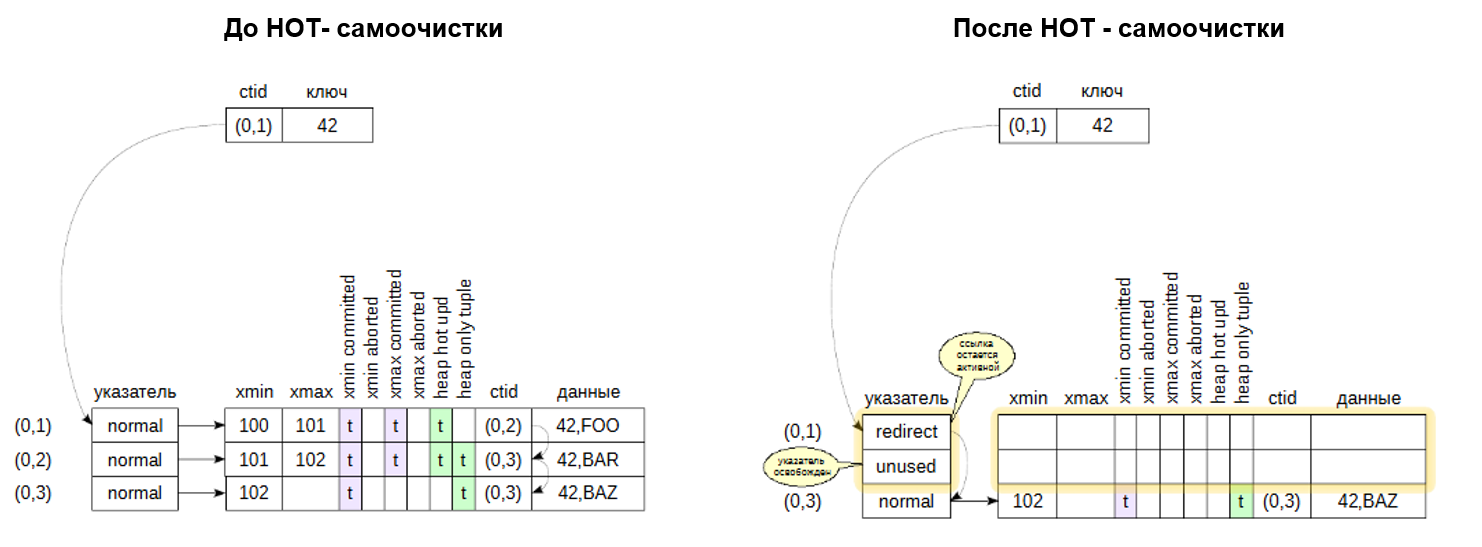 До НОТ- самоочистки
ctid ключ
(0,1) 42
xmin committed
xmin aborted
xmax committed
xmax aborted
heap hot upd
heap only tuple
указатель xmin xmax ctid данные
(0,1) normal 100 101 t t t (0,2) 42,FOO
(0,2) normal 101 102 t t t t (0,3) 42,BAR
(0,3) normal 102 t t (0,3) 42,BAZ
После НОТ - самоочистки
ctid ключ
(0,1) 42
xmin committed
xmin aborted
xmax committed
xmax aborted
heap hot upd
heap only tuple
ссылка
остается
активной
указатель xmin xmax ctid данные
(0,1) redirect
указатель
освобожден
unused
(0,3) normal 102 t t (0,3) 42,BAZ